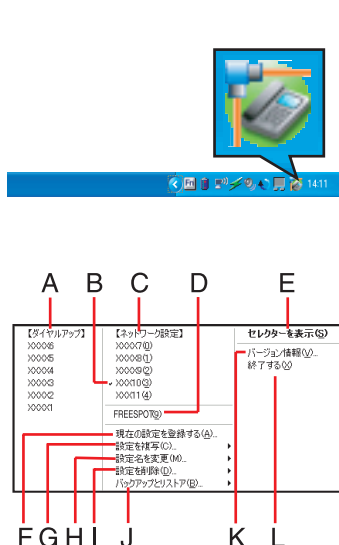 Fn
14:11
A B C D E
【ダイヤルアップ】
XXXX6
XXXX5
XXXX4
XXXX3
XXXX2
XXXX1
【ネットワーク設定】
XXXX7(0)
XXXX8(1)
XXXX9(2)
✓ XXXX10(3)
XXXX11(4)
FREESPOT(9)
現在の設定を登録する(A)...
設定を複写(C)...
設定名を変更(M)...
設定を削除(D)...
バックアップとリストア(B)...
セレクターを表示(S)
バージョン情報(V)...
終了する(X)
F G H I J K L